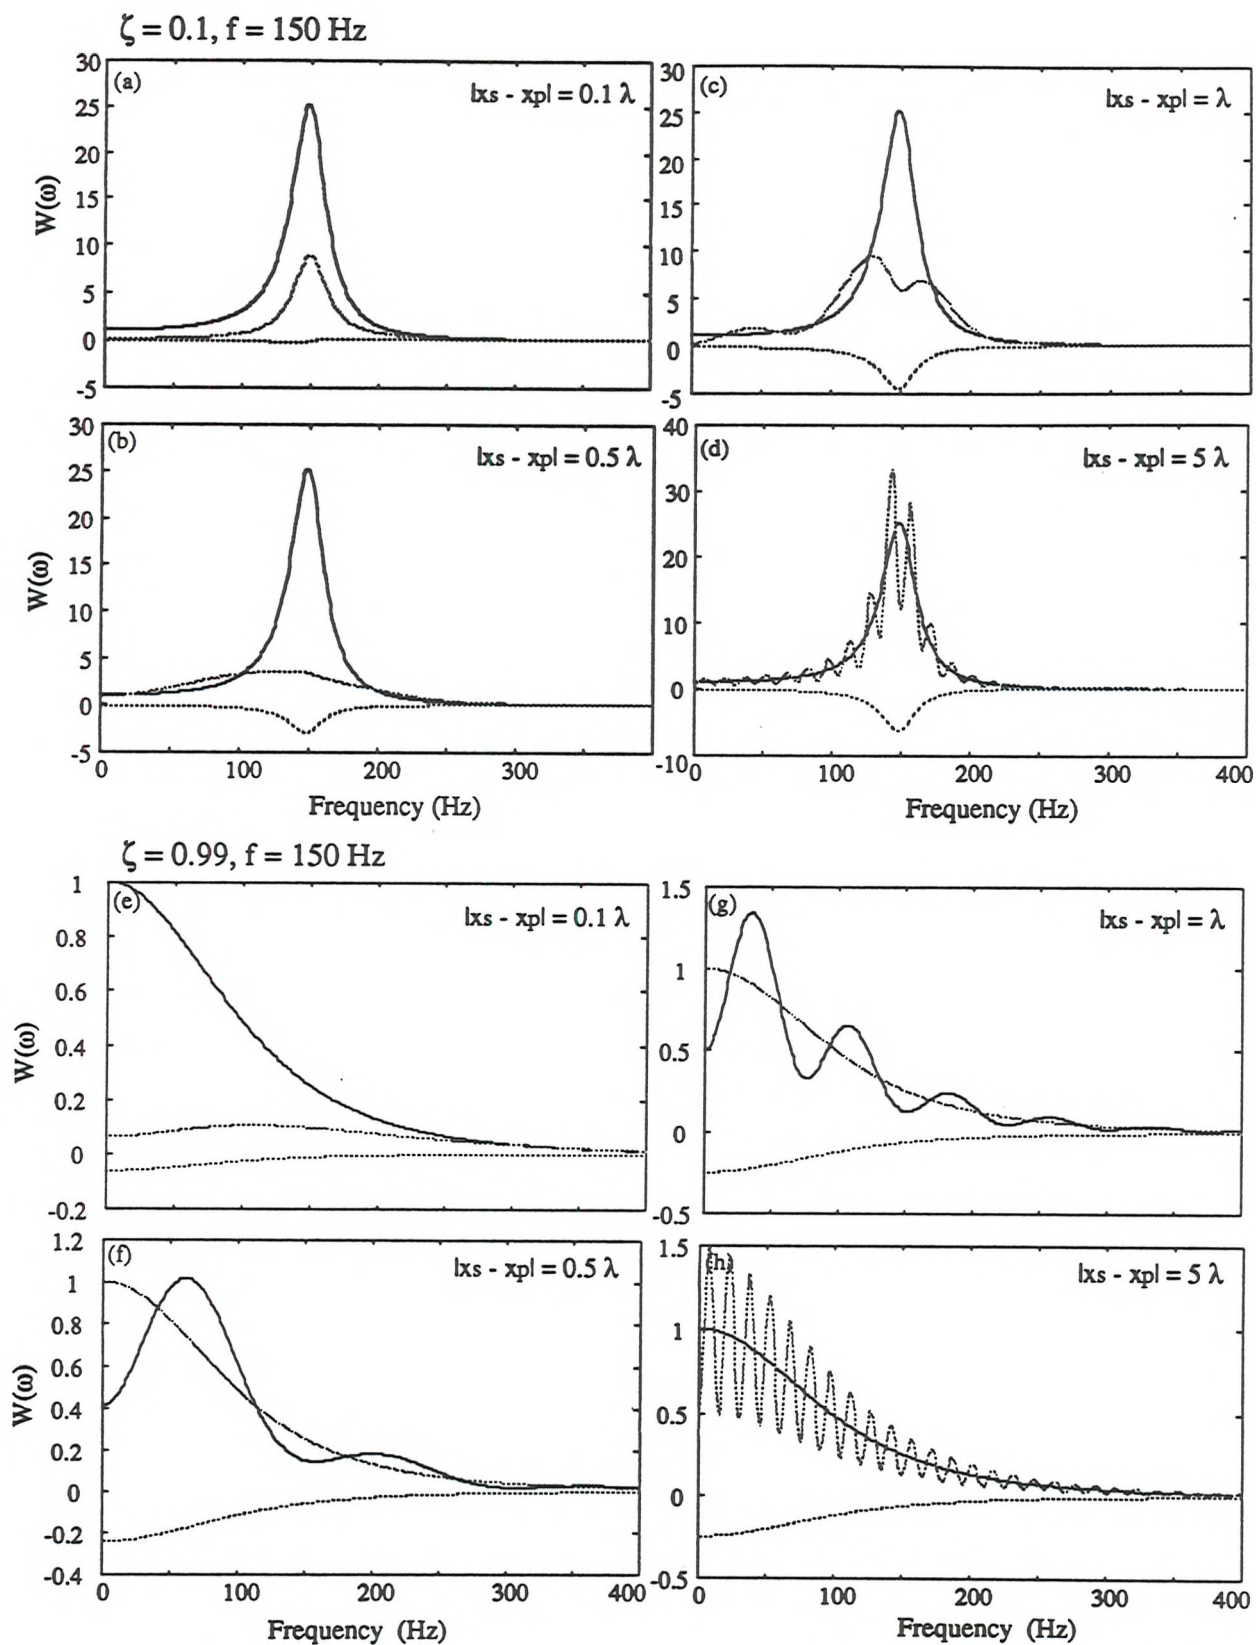 ζ = 0.1, f = 150 Hz
(a)
|xs - xp| = 0.1 λ
W(ω)
30
25
20
15
10
5
0
-5
(c)
|xs - xp| = λ
30
25
20
15
10
5
0
-5
(b)
|xs - xp| = 0.5 λ
W(ω)
30
25
20
15
10
5
0
-5
0 100 200 300
Frequency (Hz)
(d)
|xs - xp| = 5 λ
40
30
20
10
0
-10
0 100 200 300 400
Frequency (Hz)
ζ = 0.99, f = 150 Hz
(e)
|xs - xp| = 0.1 λ
W(ω)
1
0.8
0.6
0.4
0.2
0
-0.2
(g)
|xs - xp| = λ
1.5
1
0.5
0
-0.5
(f)
|xs - xp| = 0.5 λ
W(ω)
1.2
1
0.8
0.6
0.4
0.2
0
-0.2
-0.4
0 100 200 300 400
Frequency (Hz)
(h)
|xs - xp| = 5 λ
1.5
1
0.5
0
-0.5
0 100 200 300 400
Frequency (Hz)